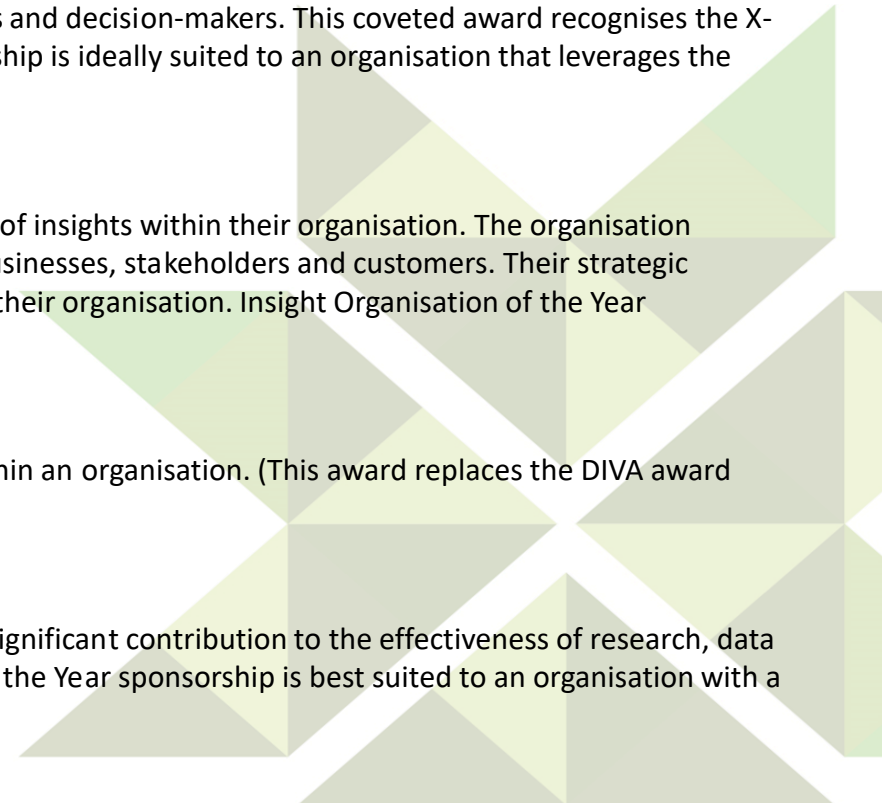 s and decision-makers. This coveted award recognises the X-
ship is ideally suited to an organisation that leverages the
of insights within their organisation. The organisation
usinesses, stakeholders and customers. Their strategic
their organisation. Insight Organisation of the Year
hin an organisation. (This award replaces the DIVA award
ignificant contribution to the effectiveness of research, data
the Year sponsorship is best suited to an organisation with a